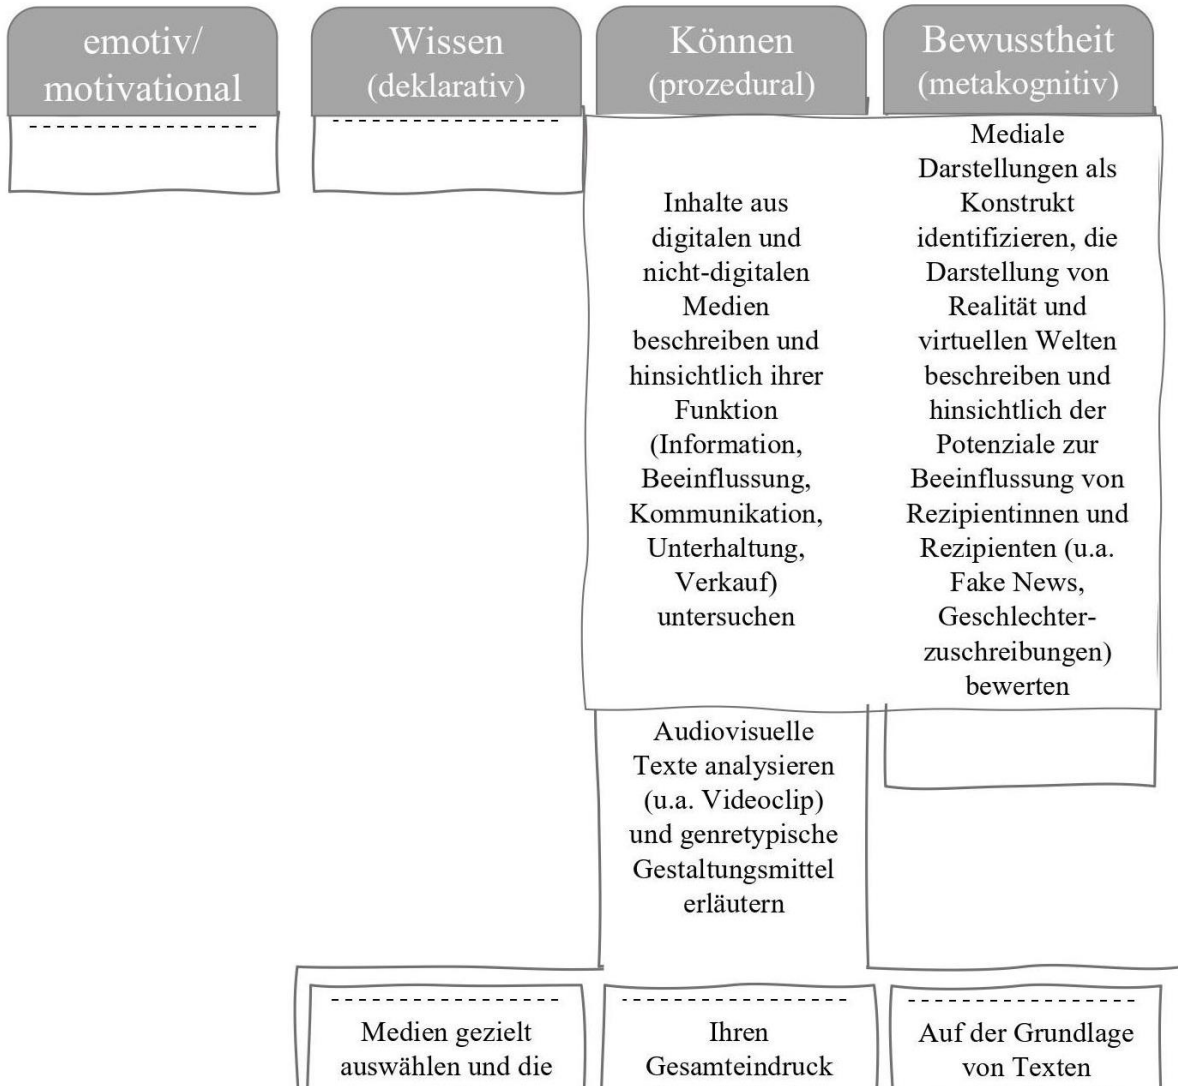 emotiv/
motivational
Wissen
(deklarativ)
Können
(prozedural)
Bewusstheit
(metakognitiv)
Inhalte aus
digitalen und
nicht-digitalen
Medien
beschreiben und
hinsichtlich ihrer
Funktion
(Information,
Beeinflussung,
Kommunikation,
Unterhaltung,
Verkauf)
untersuchen
Mediale
Darstellungen als
Konstrukt
identifizieren, die
Darstellung von
Realität und
virtuellen Welten
beschreiben und
hinsichtlich der
Potenziale zur
Beeinflussung von
Rezipientinnen und
Rezipienten (u.a.
Fake News,
Geschlechter-
zuschreibungen)
bewerten
Audiovisuelle
Texte analysieren
(u.a. Videoclip)
und genretypische
Gestaltungsmittel
erläutern
Medien gezielt
auswählen und die
Ihren
Gesamteindruck
Auf der Grundlage
von Texten